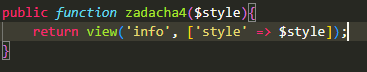 public function zadacha4($style){
return view('info', ['style' => $style]);
}